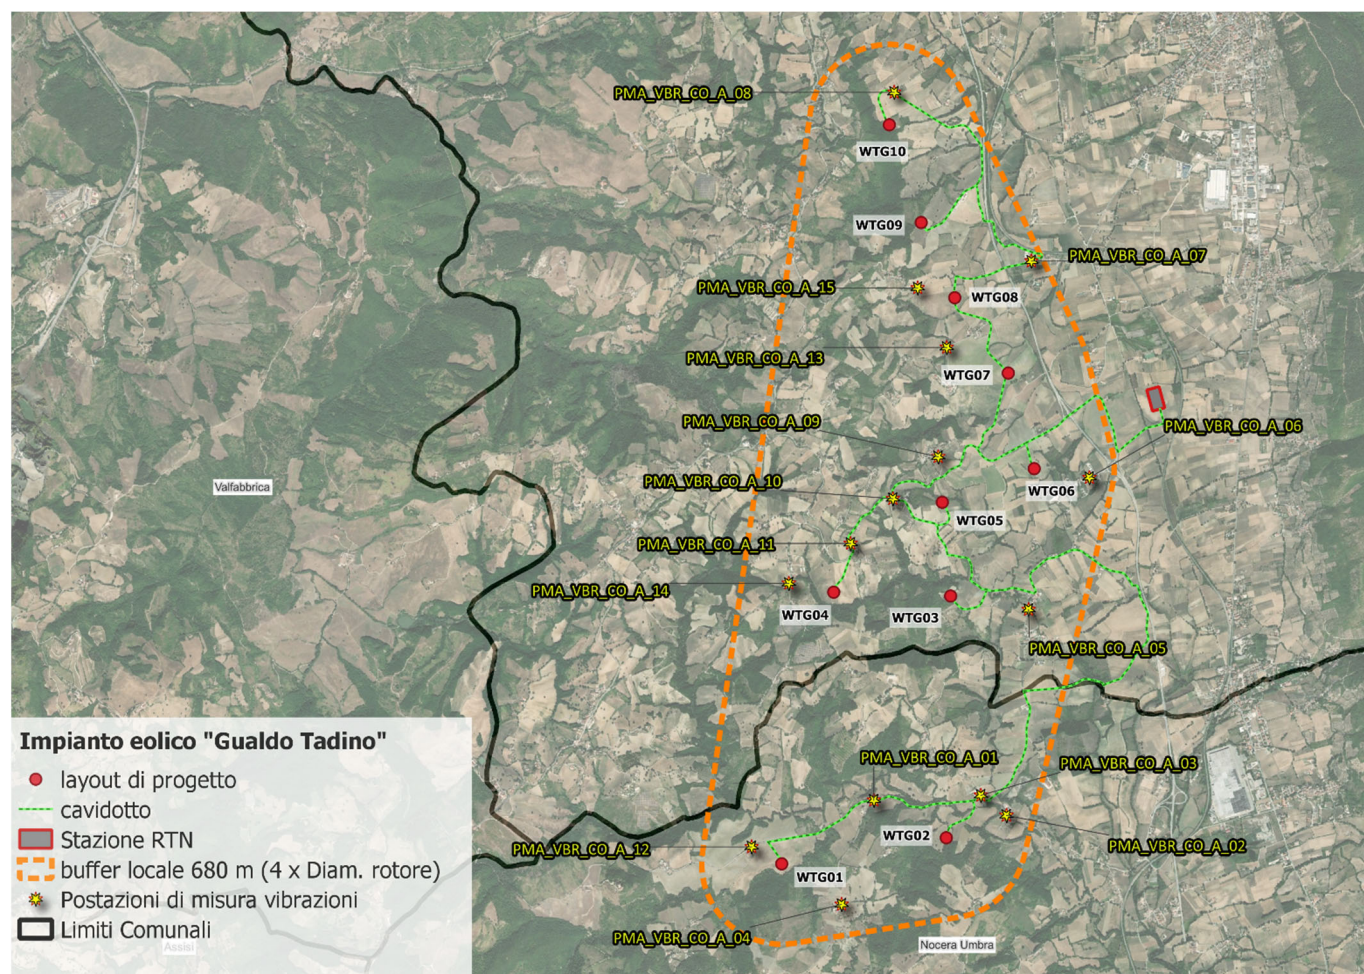 PMA_VBR_CO_A_08
WTG10
WTG09
PMA_VBR_CO_A_07
PMA_VBR_CO_A_15
WTG08
PMA_VBR_CO_A_13
WTG07
PMA_VBR_CO_A_09
PMA_VBR_CO_A_06
Valfabbrica
PMA_VBR_CO_A_10
WTG06
WTG05
PMA_VBR_CO_A_11
PMA_VBR_CO_A_14
WTG04
WTG03
PMA_VBR_CO_A_05
Impianto eolico "Gualdo Tadino"
layout di progetto
cavidotto
Stazione RTN
buffer locale 680 m (4 x Diam. rotore)
Postazioni di misura vibrazioni
Limiti Comunali
Assisi
PMA_VBR_CO_A_01
PMA_VBR_CO_A_03
WTG02
PMA_VBR_CO_A_02
PMA_VBR_CO_A_12
WTG01
PMA_VBR_CO_A_04
Nocera Umbra